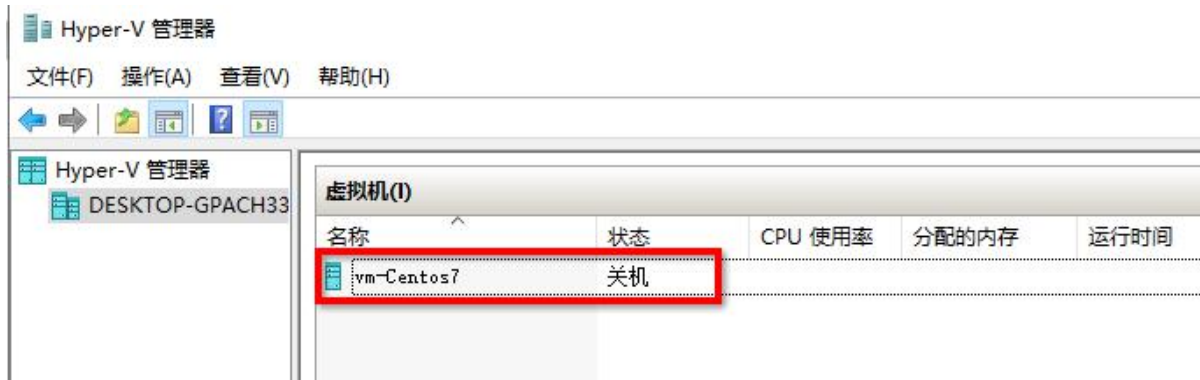 Hyper-V 管理器
文件(F) 操作(A) 查看(V) 帮助(H)
Hyper-V 管理器
DESKTOP-GPACH33
虚拟机(I)
名称 状态 CPU 使用率 分配的内存 运行时间
vm-Centos7 关机